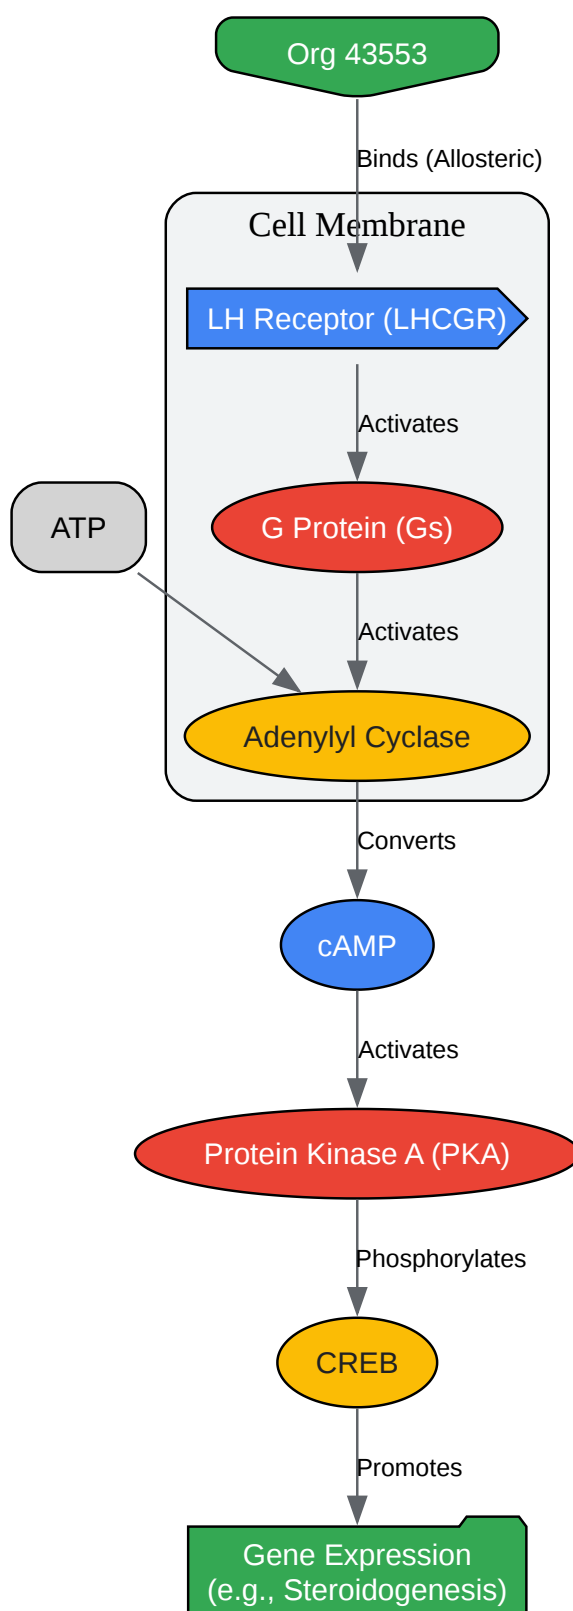 Org 43553
Binds (Allosteric)
Cell Membrane
LH Receptor (LHCGR)
Activates
ATP
G Protein (Gs)
Activates
Adenylyl Cyclase
Converts
cAMP
Activates
Protein Kinase A (PKA)
Phosphorylates
CREB
Promotes
Gene Expression
(e.g., Steroidogenesis)